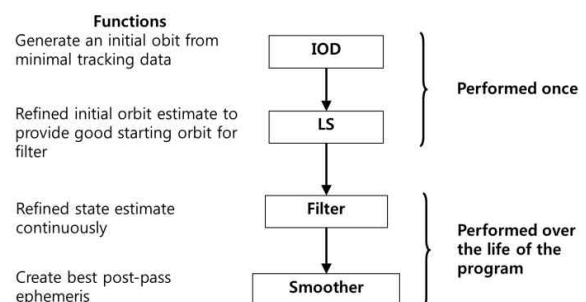 Functions
Generate an initial obit from
minimal tracking data
IOD
Performed once
Refined initial orbit estimate to
provide good starting orbit for
filter
LS
Refined state estimate
continuously
Filter
Performed over
the life of the
program
Create best post-pass
ephemeris
Smoother